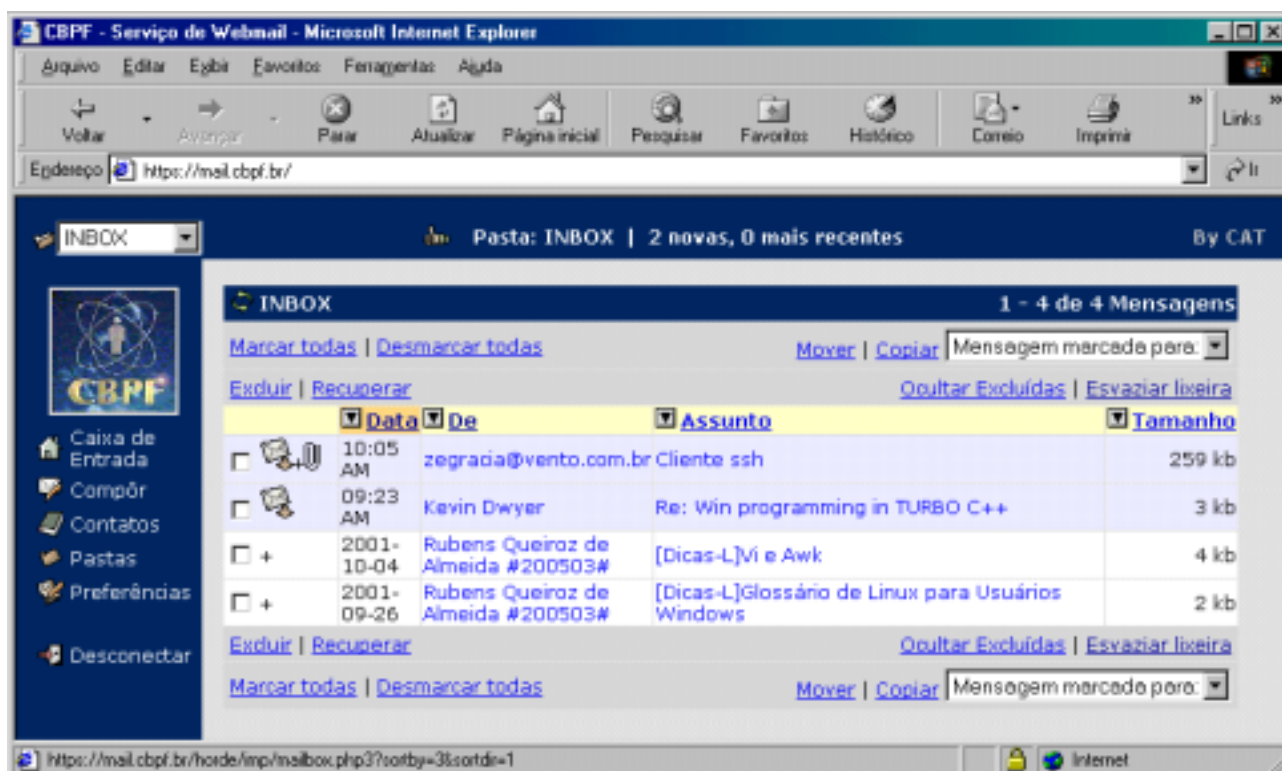 CBPF - Serviço de Webmail - Microsoft Internet Explorer
Arquivo Editar Exibir Favoritos Ferramentas Ajuda
Voltar Avançar Parar Atualizar Página inicial Pesquisar Favoritos Histórico Correio Imprimir » Links »
Endereço https://mail.cbpf.br/ Ir
INBOX Pasta: INBOX | 2 novas, 0 mais recentes By CAT
INBOX 1 - 4 de 4 Mensagens
Marcar todas | Desmarcar todas Mover | Copiar Mensagem marcada para:
CBPF
Excluir | Recuperar Ocultar Excluídas | Esvaziar lixeira
Data De Assunto Tamanho
Caixa de
Entrada
Compôr
Contatos
Pastas
Preferências
Desconectar
10:05
AM zegracia@vento.com.br Cliente ssh 259 kb
09:23
AM Kevin Dwyer Re: Win programming in TURBO C++ 3 kb
+ 2001-
10-04 Rubens Queiroz de
Almeida #200503# [Dicas-L]Vi e Awk 4 kb
+ 2001-
09-26 Rubens Queiroz de
Almeida #200503# [Dicas-L]Glossário de Linux para Usuários
Windows 2 kb
Excluir | Recuperar Ocultar Excluídas | Esvaziar lixeira
Marcar todas | Desmarcar todas Mover | Copiar Mensagem marcada para:
https://mail.cbpf.br/horde/imp/mailbox.php3?sortby=3&sortdir=1 Internet